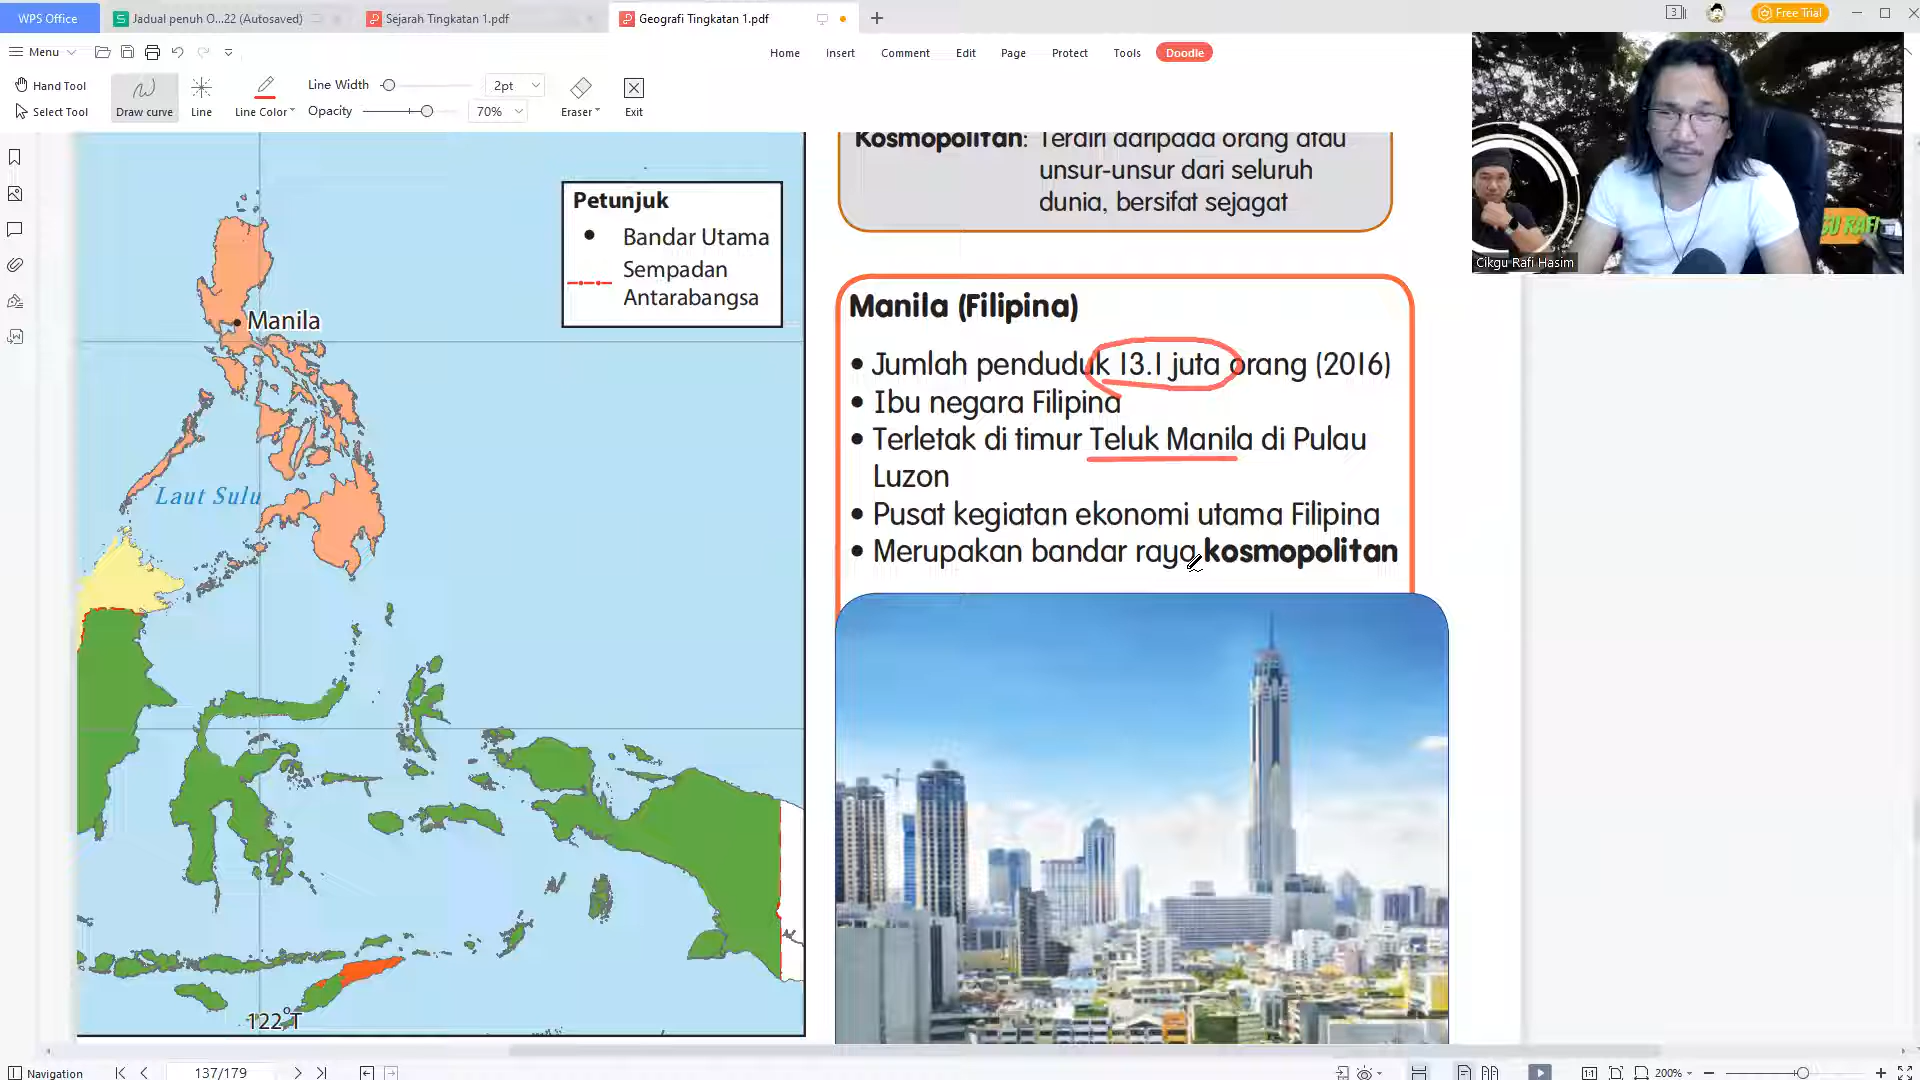 WPS Office
Jadual penuh O...22 (Autosaved)
Sejarah Tingkatan 1.pdf
Geografi Tingkatan 1.pdf
3
Free Trial
Menu
Home
Insert
Comment
Edit
Page
Protect
Tools
Doodle
Hand Tool
Select Tool
Draw curve
Line
Line Color
Line Width
2pt
Opacity
70%
Eraser
Exit
Petunjuk
Bandar Utama
Sempadan
Antarabangsa
Manila
Laut Sulu
122°T
Kosmopolitan: Terdiri daripada orang atau
unsur-unsur dari seluruh
dunia, bersifat sejagat
Manila (Filipina)
• Jumlah penduduk 13.1 juta orang (2016)
• Ibu negara Filipina
• Terletak di timur Teluk Manila di Pulau
Luzon
• Pusat kegiatan ekonomi utama Filipina
• Merupakan bandar raya kosmopolitan
GU RAFI
Cikgu Rafi Hasim
Navigation
137/179
1:1
200%